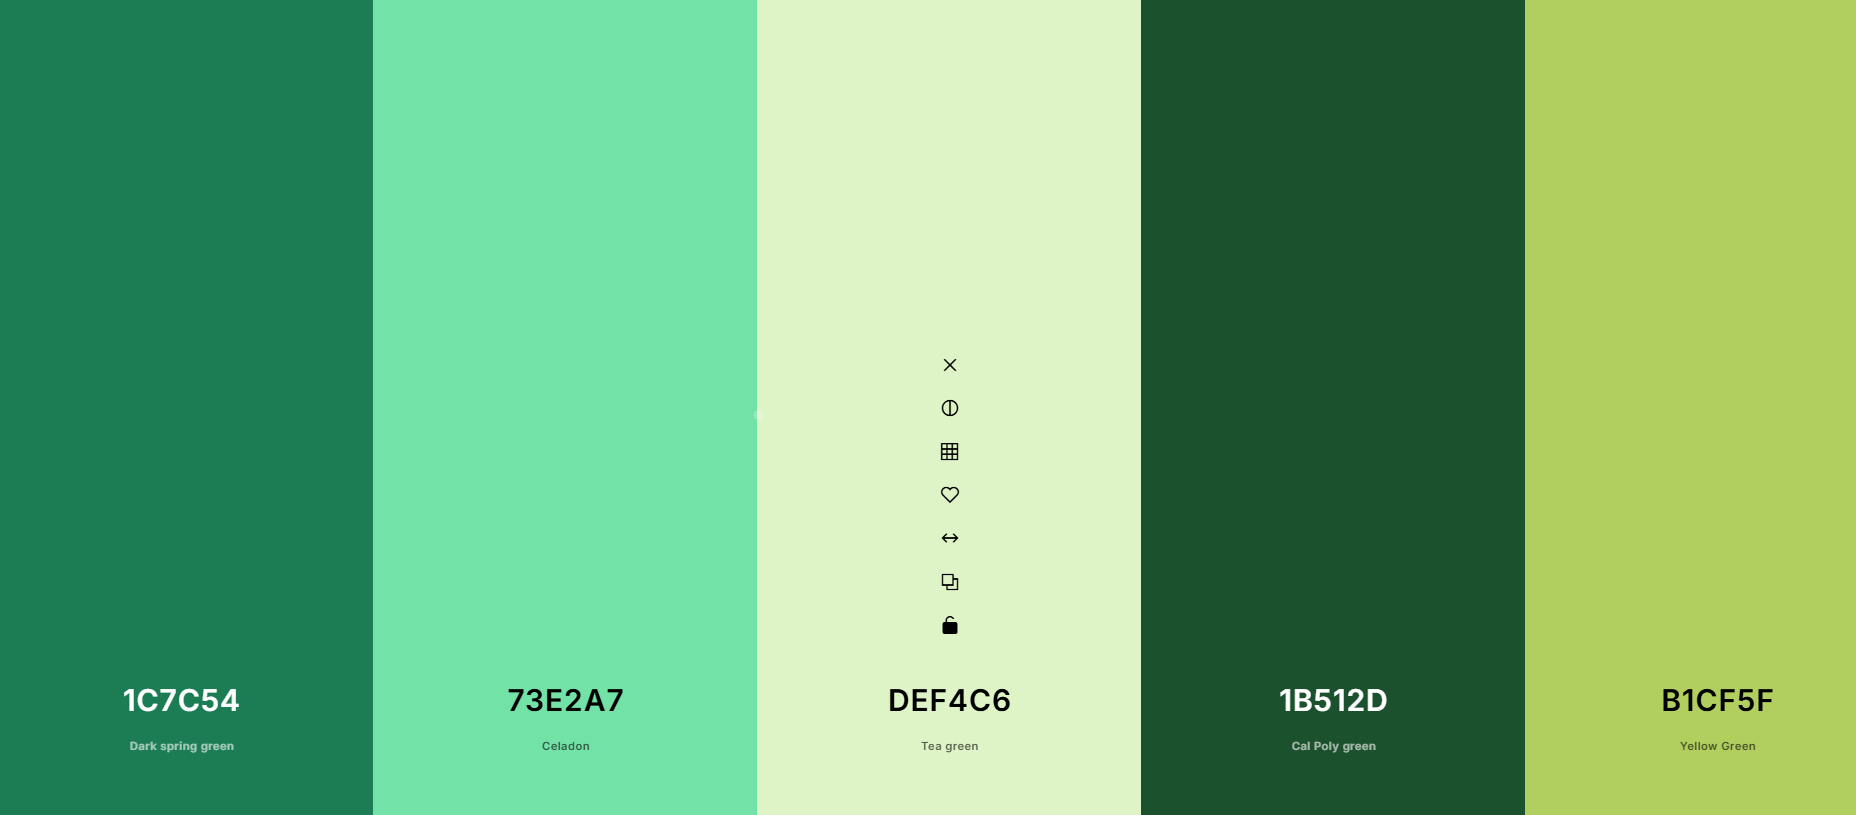 1C7C54
Dark spring green
73E2A7
Celadon
DEF4C6
Tea green
1B512D
Cal Poly green
B1CF5F
Yellow Green